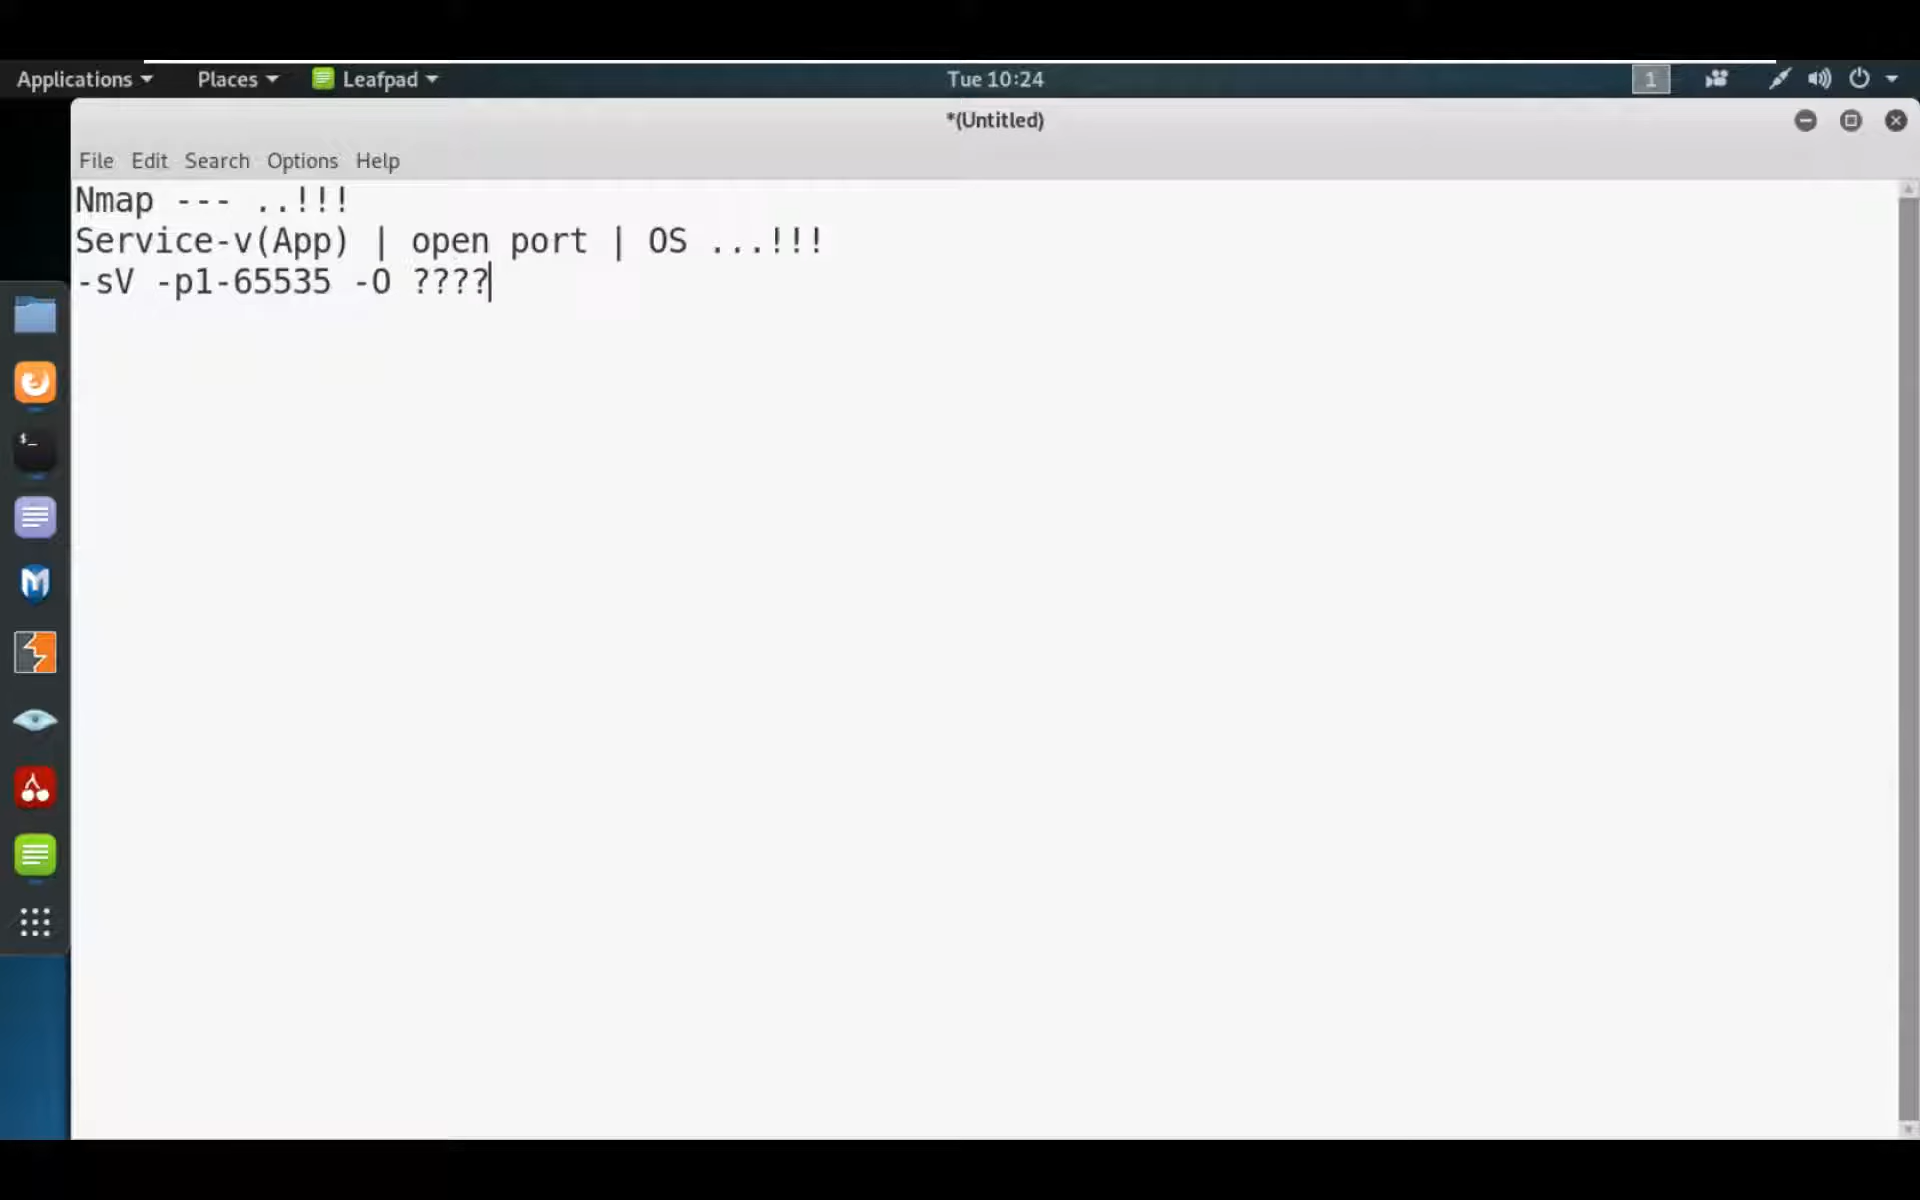 Applications Places Leafpad Tue 10:24 1
*(Untitled)
File Edit Search Options Help
Nmap --- ..!!!
Service-v(App) | open port | OS ...!!!
-sV -p1-65535 -O ????
$_